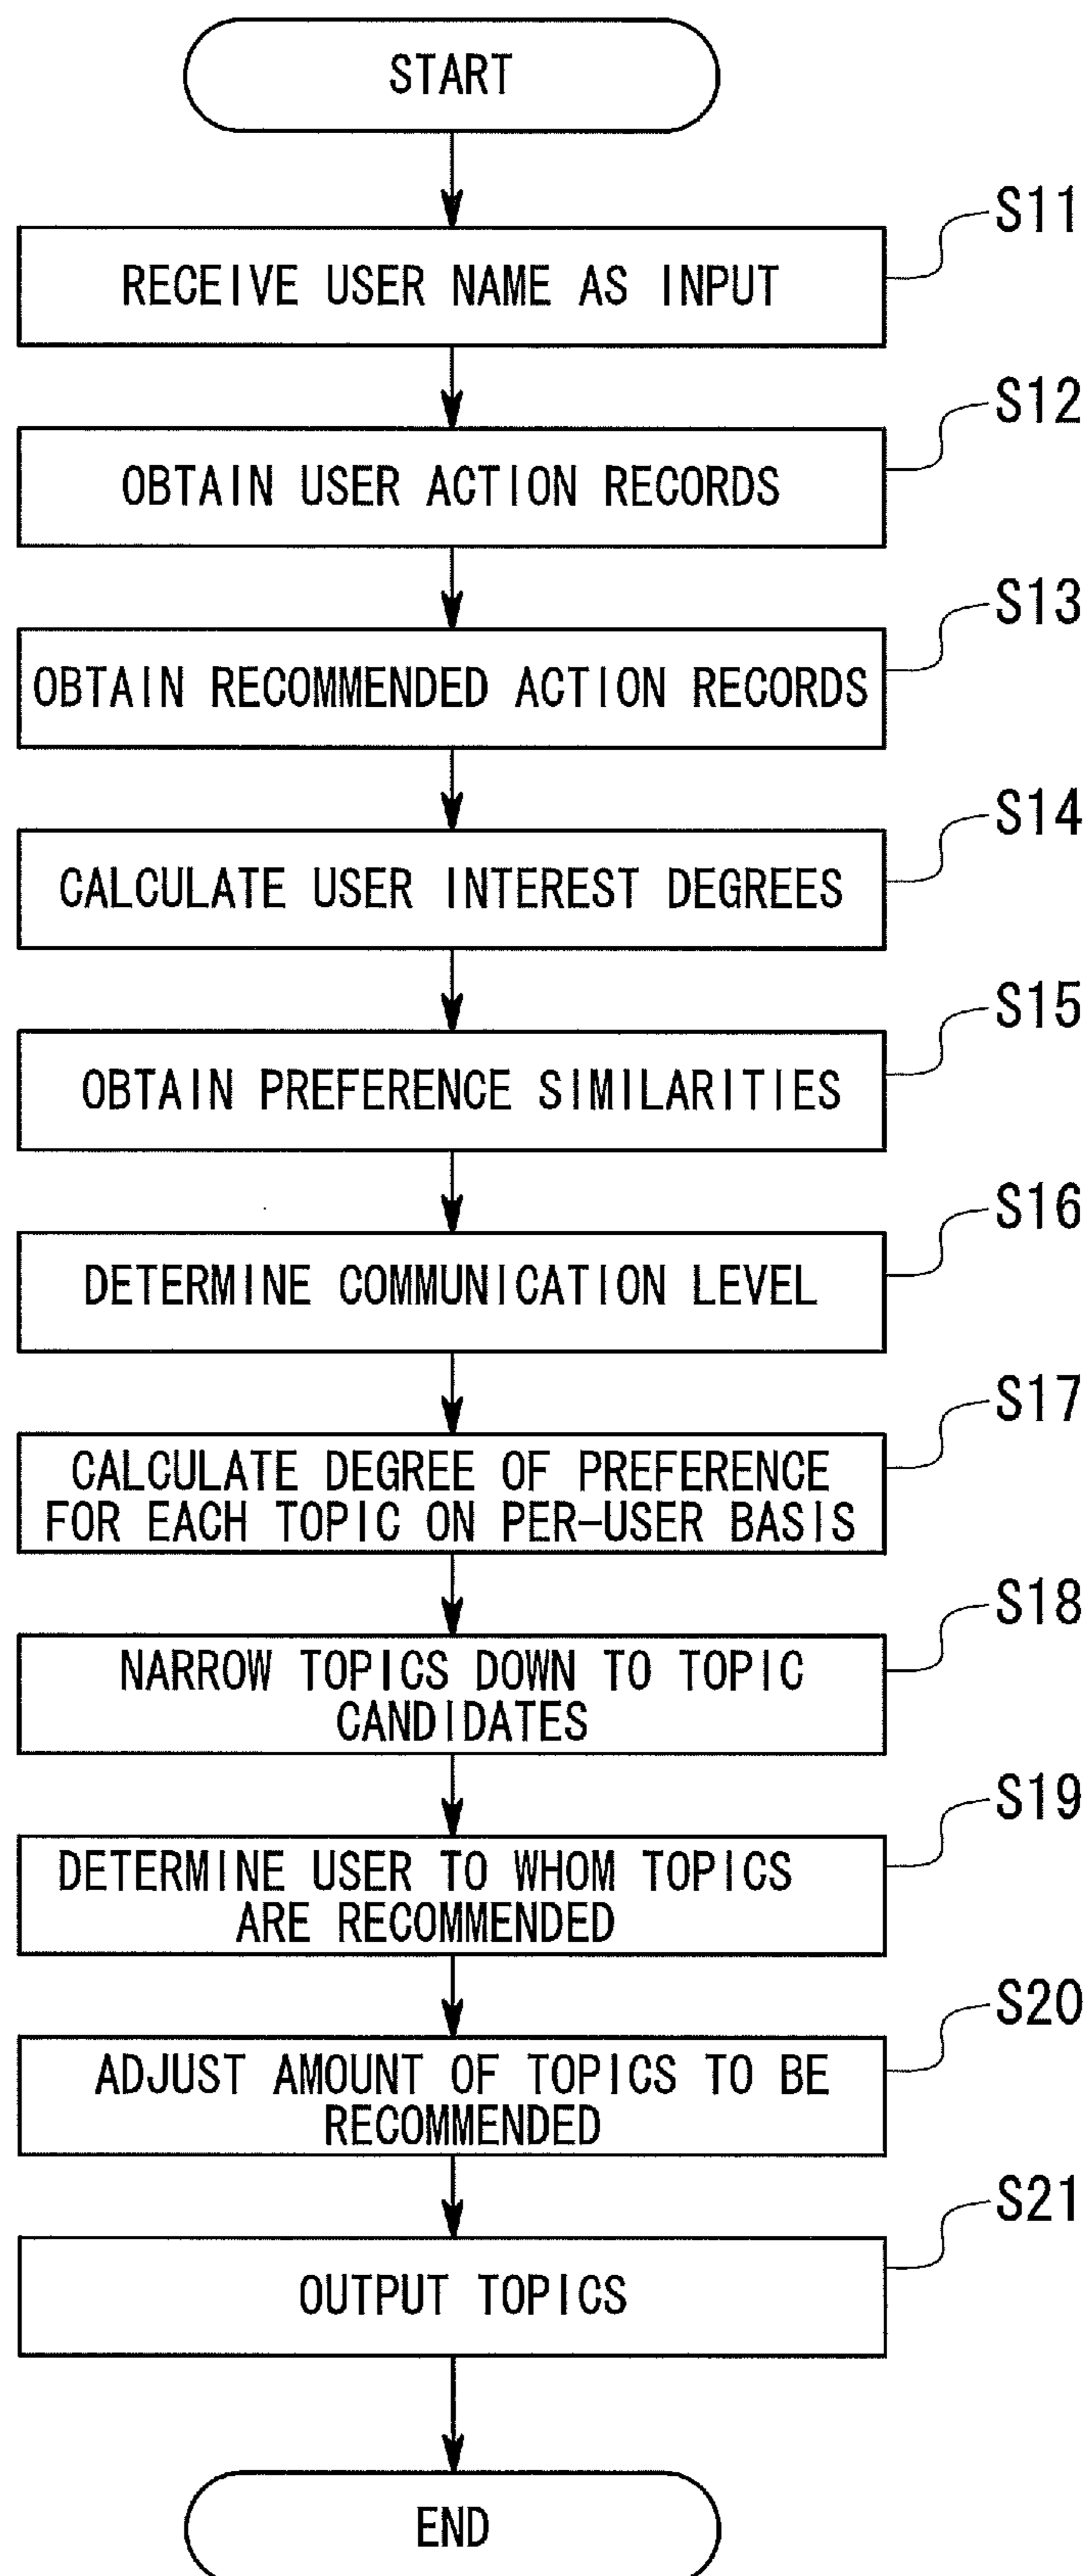 START
S11
RECEIVE USER NAME AS INPUT
S12
OBTAIN USER ACTION RECORDS
S13
OBTAIN RECOMMENDED ACTION RECORDS
S14
CALCULATE USER INTEREST DEGREES
S15
OBTAIN PREFERENCE SIMILARITIES
S16
DETERMINE COMMUNICATION LEVEL
S17
CALCULATE DEGREE OF PREFERENCE
FOR EACH TOPIC ON PER-USER BASIS
S18
NARROW TOPICS DOWN TO TOPIC
CANDIDATES
S19
DETERMINE USER TO WHOM TOPICS
ARE RECOMMENDED
S20
ADJUST AMOUNT OF TOPICS TO BE
RECOMMENDED
S21
OUTPUT TOPICS
END